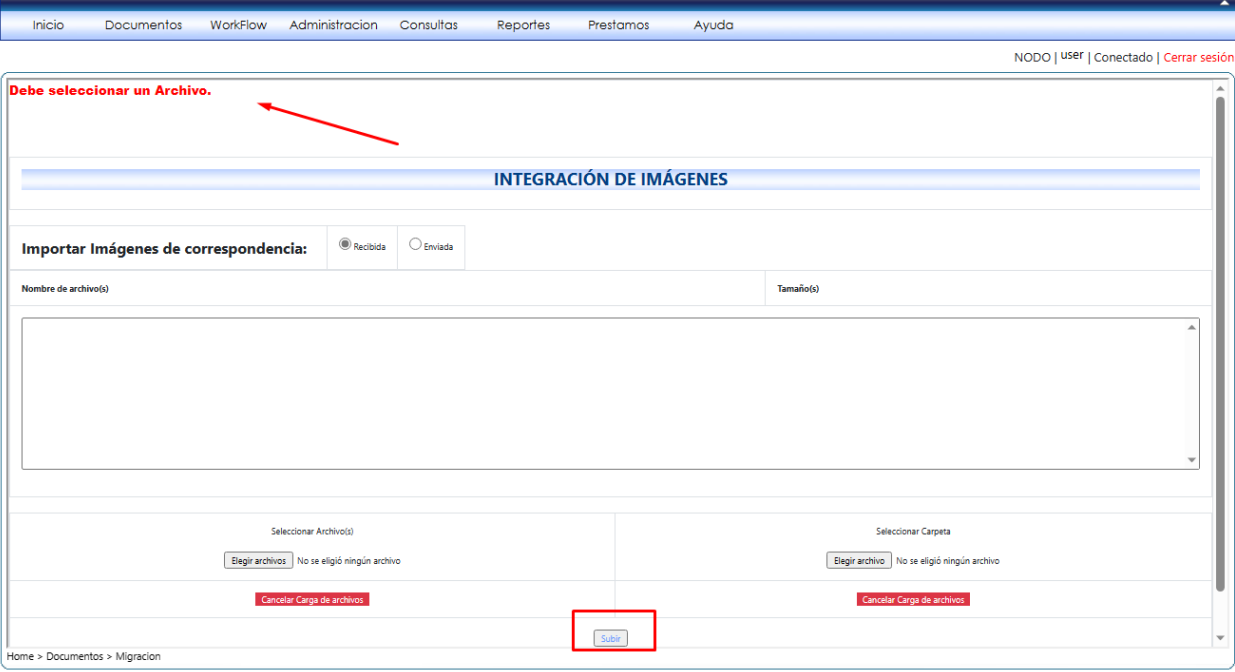 Inicio Documentos WorkFlow Administracion Consultas Reportes Prestamos Ayuda
NODO | user | Conectado | Cerrar sesión
Debe seleccionar un Archivo.
INTEGRACIÓN DE IMÁGENES
Importar Imágenes de correspondencia: Recibida Enviada
Nombre de archivo(s) Tamaño(s)
Seleccionar Archivo(s) Seleccionar Carpeta
Elegir archivos No se eligió ningún archivo Elegir archivo No se eligió ningún archivo
Cancelar Carga de archivos Cancelar Carga de archivos
Subir
Home > Documentos > Migracion